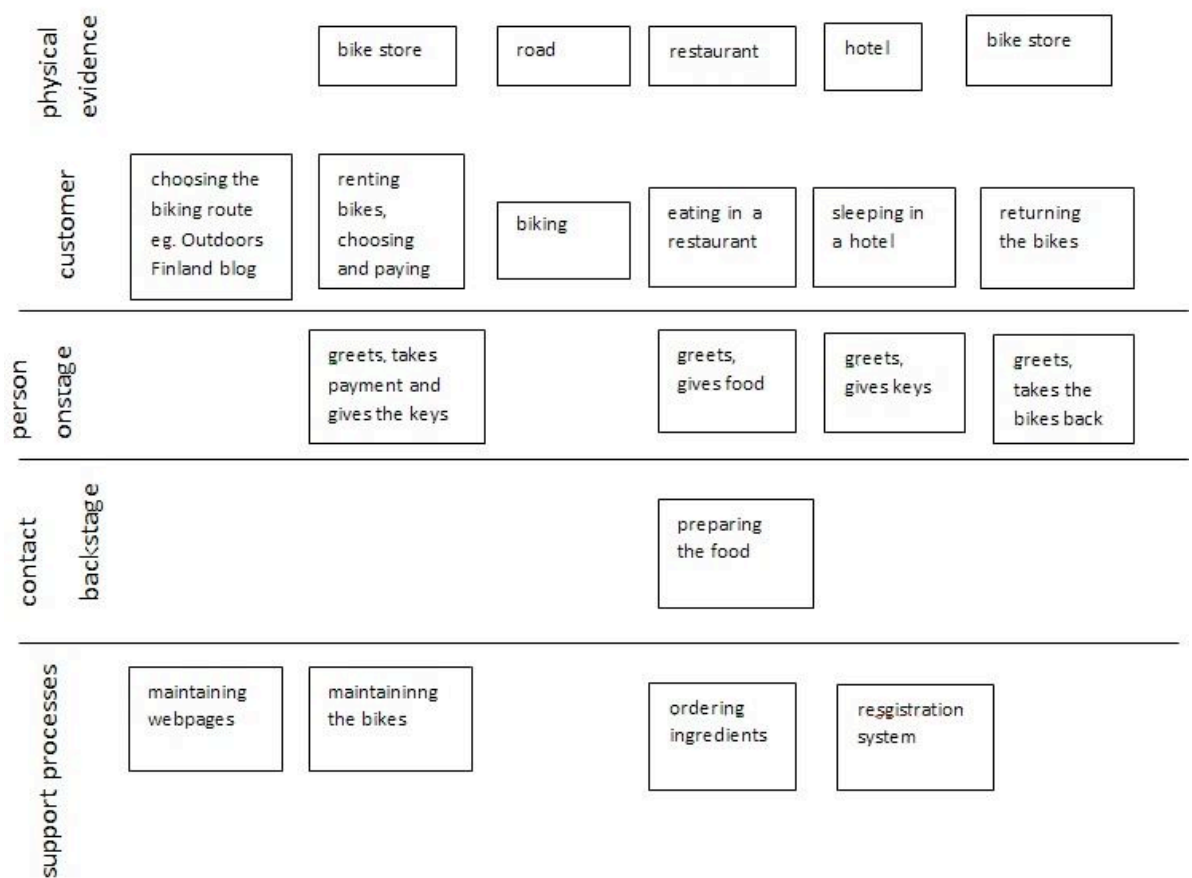 physical
evidence
bike store
road
restaurant
hotel
bike store
customer
choosing the
biking route
eg. Outdoors
Finland blog
renting
bikes,
choosing
and paying
biking
eating in a
restaurant
sleeping in
a hotel
returning
the bikes
person
onstage
greets, takes
payment and
gives the keys
greets,
gives food
greets,
gives keys
greets,
takes the
bikes back
contact
backstage
preparing
the food
support processes
maintaining
webpages
maintaininng
the bikes
ordering
ingredients
resgistration
system